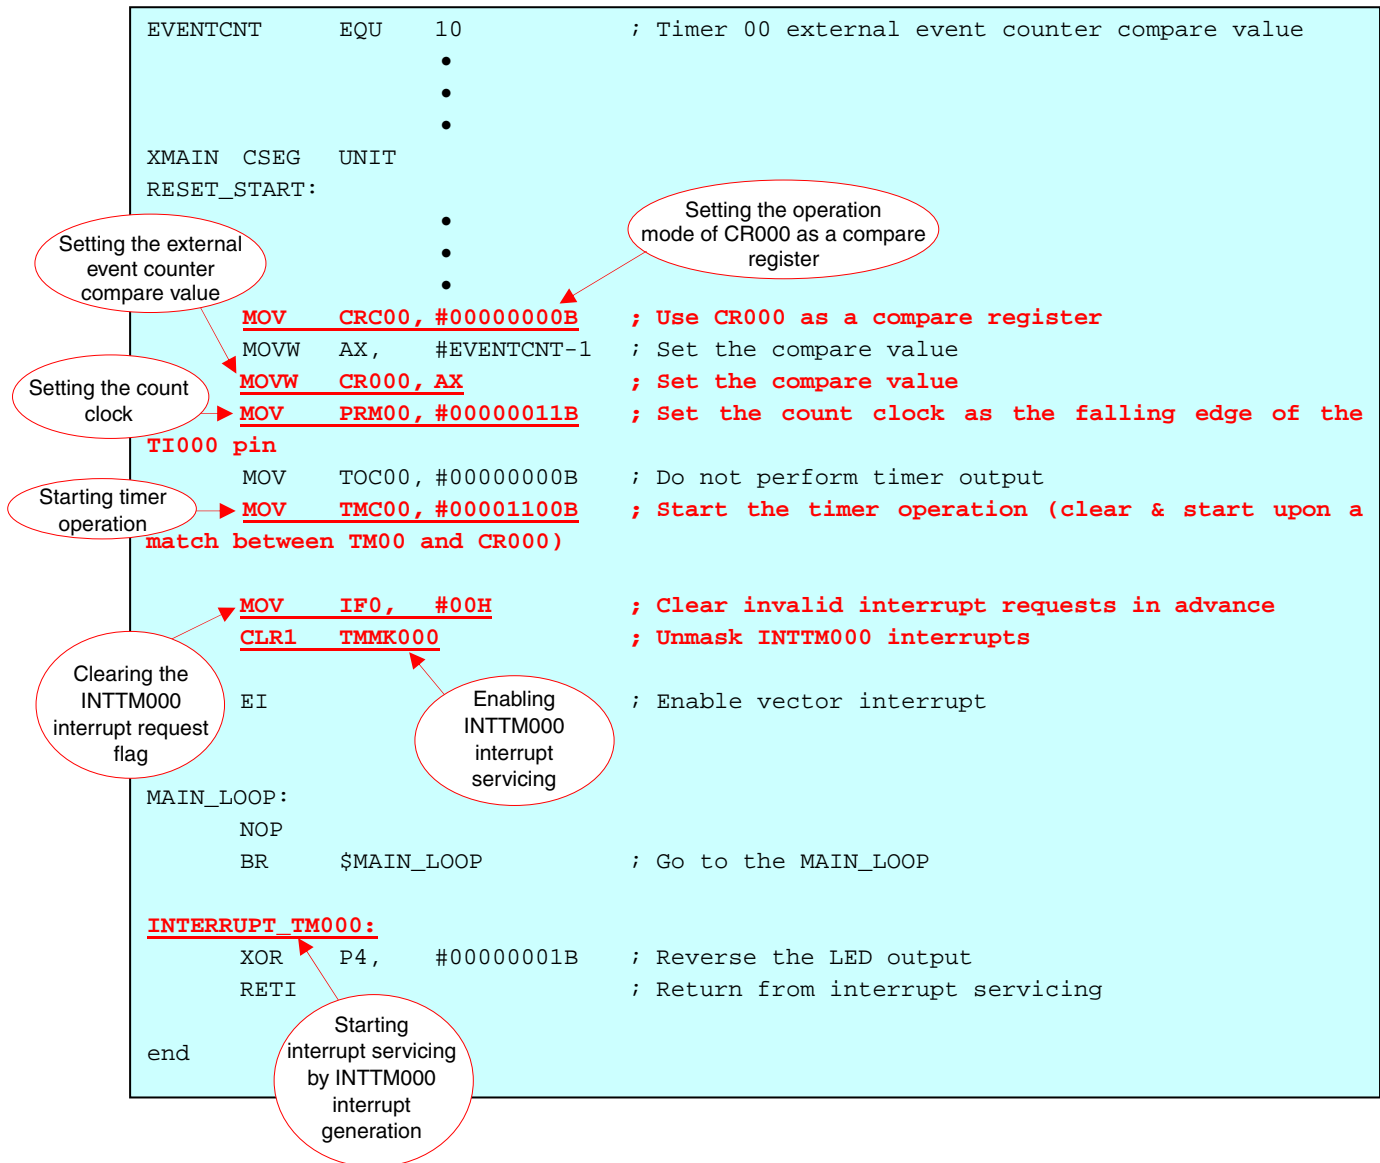 EVENTCNT EQU 10 ; Timer 00 external event counter compare value
•
•
•
XMAIN CSEG UNIT
RESET_START:
•
•
•
Setting the operation
mode of CR000 as a compare
register
Setting the external
event counter
compare value
MOV CRC00, #00000000B ; Use CR000 as a compare register
MOVW AX, #EVENTCNT-1 ; Set the compare value
MOVW CR000, AX ; Set the compare value
Setting the count
clock
MOV PRM00, #00000011B ; Set the count clock as the falling edge of the
TI000 pin
MOV TOC00, #00000000B ; Do not perform timer output
Starting timer
operation
MOV TMC00, #00001100B ; Start the timer operation (clear & start upon a
match between TM00 and CR000)
MOV IF0, #00H ; Clear invalid interrupt requests in advance
CLR1 TMMK000 ; Unmask INTTM000 interrupts
Clearing the
INTTM000
interrupt request
flag
EI ; Enable vector interrupt
Enabling
INTTM000
interrupt
servicing
MAIN_LOOP:
NOP
BR $MAIN_LOOP ; Go to the MAIN_LOOP
INTERRUPT_TM000:
XOR P4, #00000001B ; Reverse the LED output
RETI ; Return from interrupt servicing
Starting
interrupt servicing
by INTTM000
interrupt
generation
end